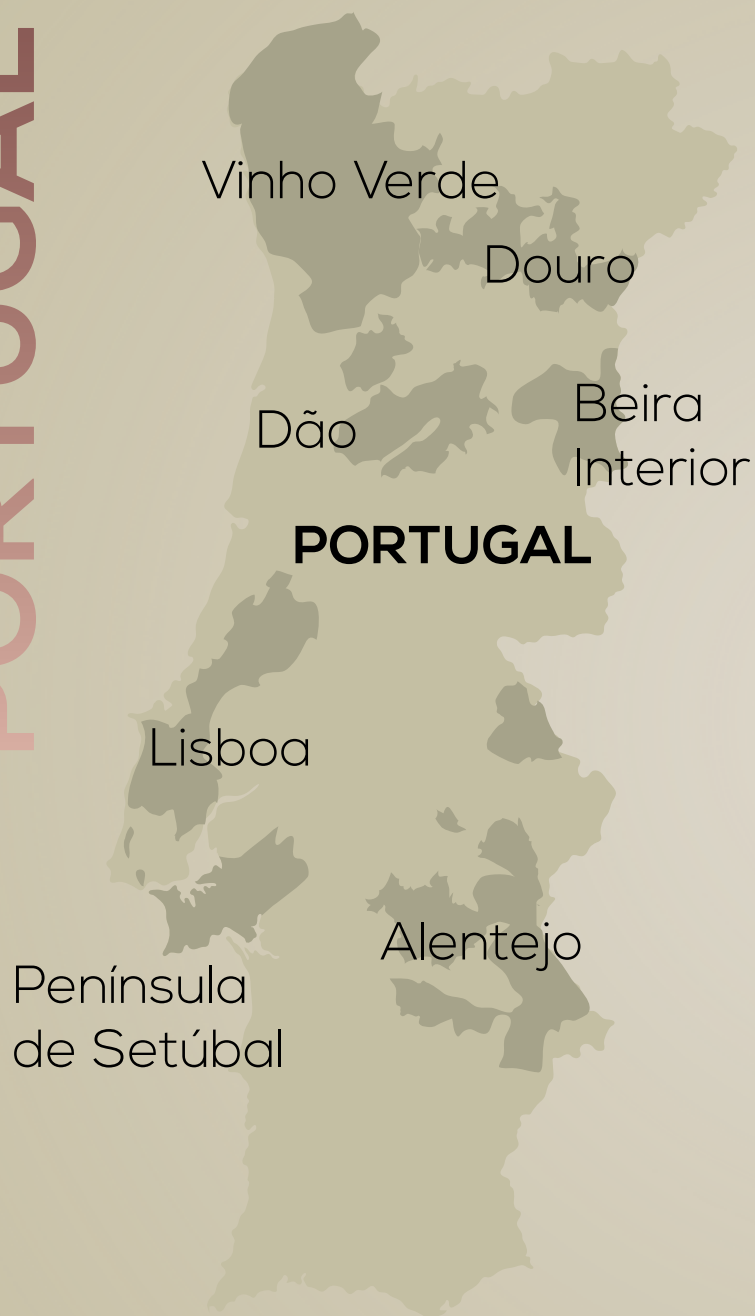 PORTUGAL
Vinho Verde
Douro
Dão
Beira
Interior
PORTUGAL
Lisboa
Alentejo
Península
de Setúbal